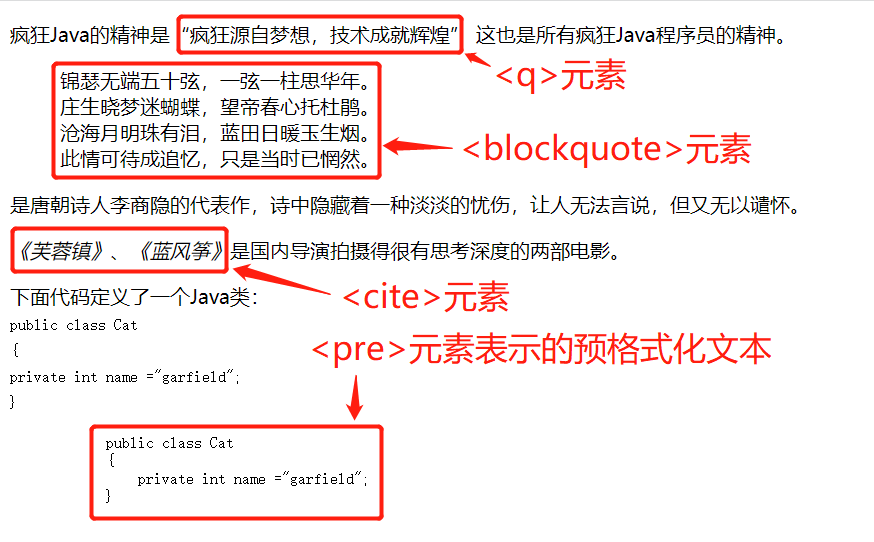 疯狂Java的精神是 “疯狂源自梦想，技术成就辉煌” 这也是所有疯狂Java程序员的精神。
<q>元素
锦瑟无端五十弦，一弦一柱思华年。
庄生晓梦迷蝴蝶，望帝春心托杜鹃。
沧海月明珠有泪，蓝田日暖玉生烟。
此情可待成追忆，只是当时已惘然。
<blockquote>元素
是唐朝诗人李商隐的代表作，诗中隐藏着一种淡淡的忧伤，让人无法言说，但又无以谴怀。
《芙蓉镇》、《蓝风筝》是国内导演拍摄得很有思考深度的两部电影。
<cite>元素
下面代码定义了一个Java类：
public class Cat
{
private int name ="garfield";
}
<pre>元素表示的预格式化文本
public class Cat
{
    private int name ="garfield";
}